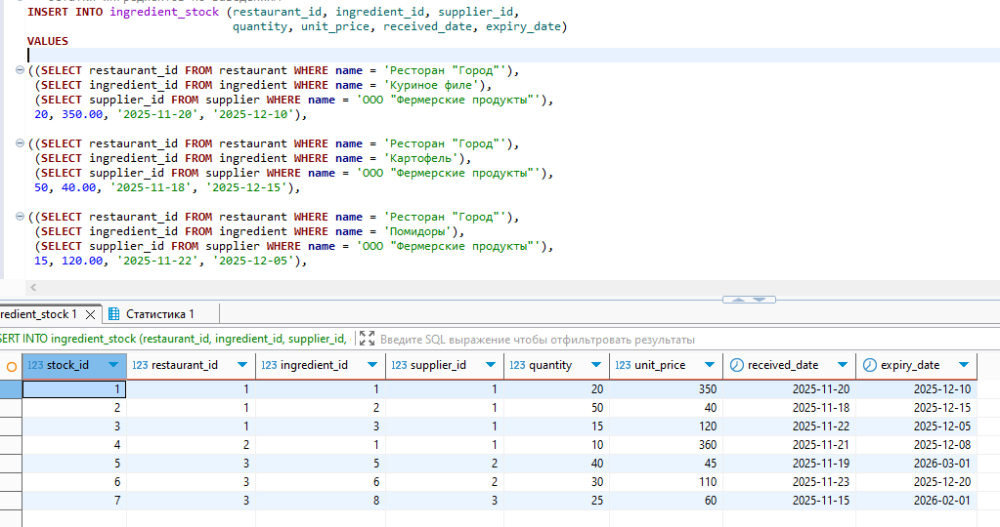 INSERT INTO ingredient_stock (restaurant_id, ingredient_id, supplier_id,
quantity, unit_price, received_date, expiry_date)
VALUES
((SELECT restaurant_id FROM restaurant WHERE name = 'Ресторан "Город"'),
(SELECT ingredient_id FROM ingredient WHERE name = 'Куриное филе'),
(SELECT supplier_id FROM supplier WHERE name = 'ООО "Фермерские продукты"'),
20, 350.00, '2025-11-20', '2025-12-10'),
((SELECT restaurant_id FROM restaurant WHERE name = 'Ресторан "Город"'),
(SELECT ingredient_id FROM ingredient WHERE name = 'Картофель'),
(SELECT supplier_id FROM supplier WHERE name = 'ООО "Фермерские продукты"'),
50, 40.00, '2025-11-18', '2025-12-15'),
((SELECT restaurant_id FROM restaurant WHERE name = 'Ресторан "Город"'),
(SELECT ingredient_id FROM ingredient WHERE name = 'Помидоры'),
(SELECT supplier_id FROM supplier WHERE name = 'ООО "Фермерские продукты"'),
15, 120.00, '2025-11-22', '2025-12-05'),
redient_stock 1 Статистика 1
SERT INTO ingredient_stock (restaurant_id, ingredient_id, supplier_id, Введите SQL выражение чтобы отфильтровать результаты
123 stock_id 123 restaurant_id 123 ingredient_id 123 supplier_id 123 quantity 123 unit_price received_date expiry_date
1 1 1 1 20 350 2025-11-20 2025-12-10
2 1 2 1 50 40 2025-11-18 2025-12-15
3 1 3 1 15 120 2025-11-22 2025-12-05
4 2 1 1 10 360 2025-11-21 2025-12-08
5 3 5 2 40 45 2025-11-19 2026-03-01
6 3 6 2 30 110 2025-11-23 2025-12-20
7 3 8 3 25 60 2025-11-15 2026-02-01